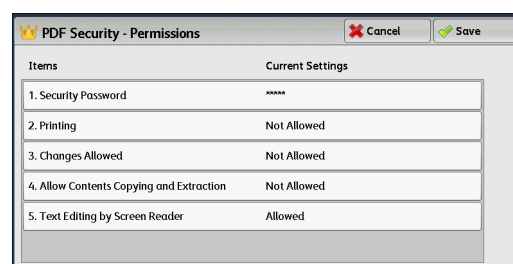 PDF Security - Permissions
Cancel
Save
Items Current Settings
1. Security Password *****
2. Printing Not Allowed
3. Changes Allowed Not Allowed
4. Allow Contents Copying and Extraction Not Allowed
5. Text Editing by Screen Reader Allowed